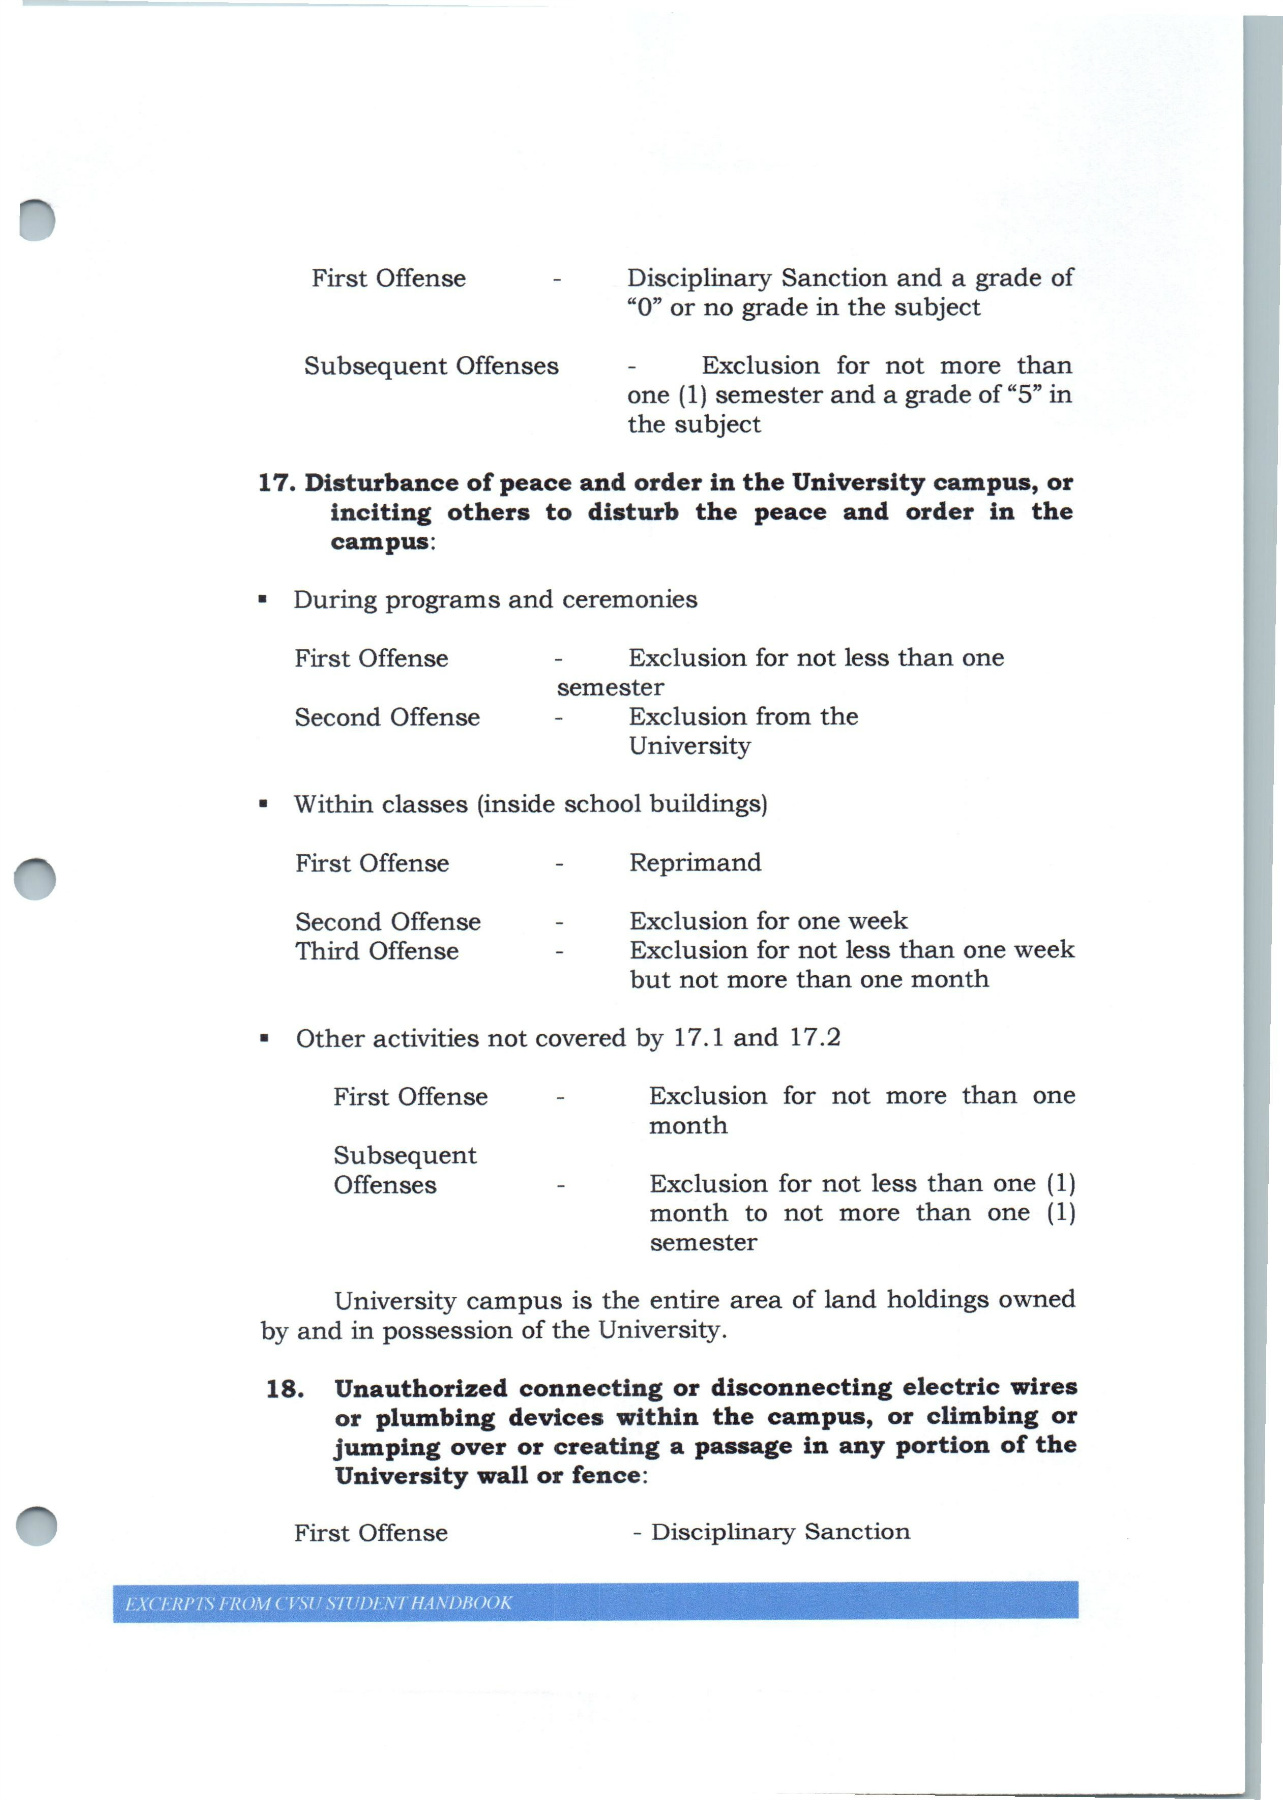 First Offense - Disciplinary Sanction and a grade of
“0” or no grade in the subject
Subsequent Offenses - Exclusion for not more than
one (1) semester and a grade of “5” in
the subject
17. Disturbance of peace and order in the University campus, or
inciting others to disturb the peace and order in the
campus:
▪ During programs and ceremonies
First Offense - Exclusion for not less than one
semester
Second Offense - Exclusion from the
University
▪ Within classes (inside school buildings)
First Offense - Reprimand
Second Offense - Exclusion for one week
Third Offense - Exclusion for not less than one week
but not more than one month
▪ Other activities not covered by 17.1 and 17.2
First Offense - Exclusion for not more than one
month
Subsequent
Offenses - Exclusion for not less than one (1)
month to not more than one (1)
semester
University campus is the entire area of land holdings owned
by and in possession of the University.
18. Unauthorized connecting or disconnecting electric wires
or plumbing devices within the campus, or climbing or
jumping over or creating a passage in any portion of the
University wall or fence:
First Offense - Disciplinary Sanction
EXCERPTS FROM CVSU STUDENT HANDBOOK